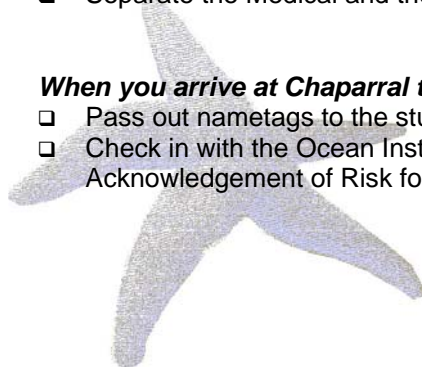 ❑ Separate the Medical and the
When you arrive at Chaparral t
❑ Pass out nametags to the stu
❑ Check in with the Ocean Inst
Acknowledgement of Risk fo